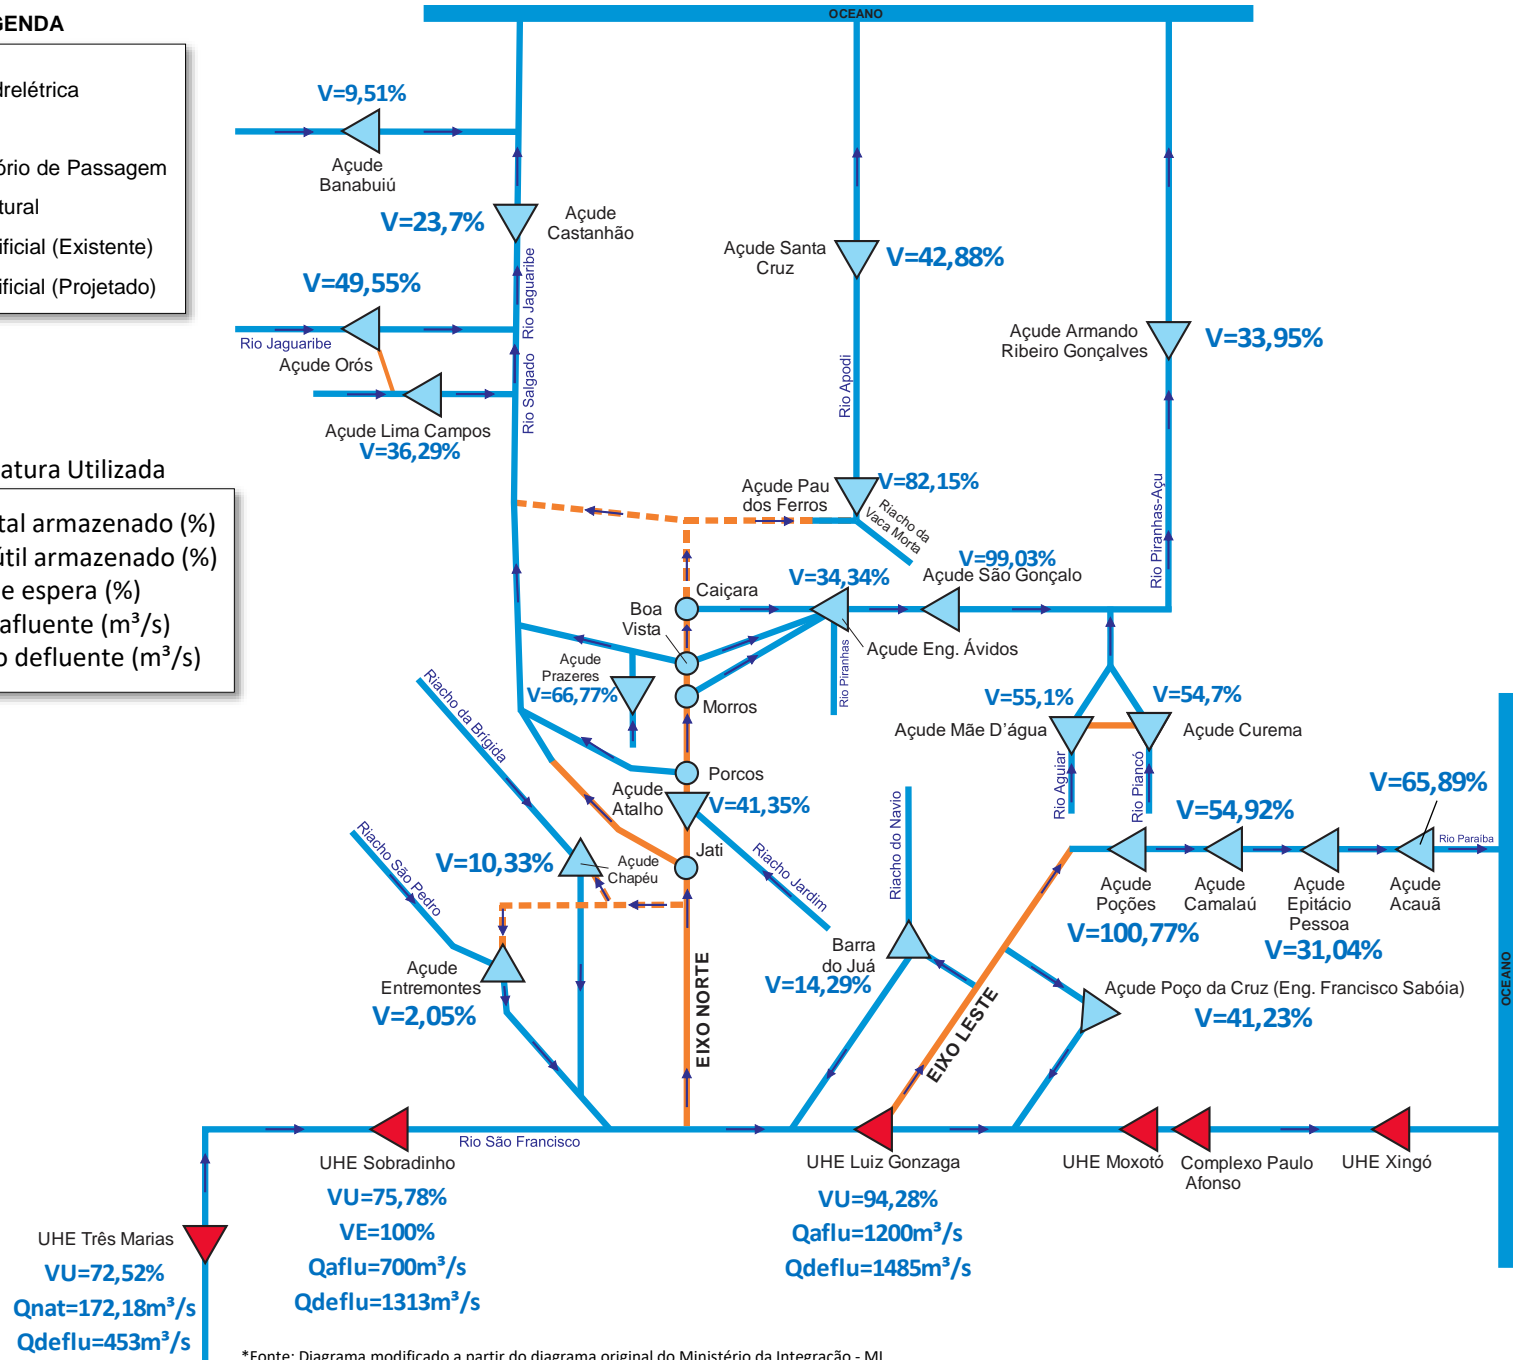 OCEANO
GENDA
drelétrica
ório de Passagem
tural
ificial (Existente)
ificial (Projetado)
V=9,51%
Açude
Banabuiú
V=23,7%
Açude
Castanhão
V=49,55%
Rio Jaguaribe
Açude Orós
Rio Jaguaribe
Rio Salgado
Açude Lima Campos
V=36,29%
Açude Santa
Cruz
V=42,88%
Rio Apodi
Açude Armando
Ribeiro Gonçalves
V=33,95%
Rio Piranhas-Açu
atura Utilizada
tal armazenado (%)
útil armazenado (%)
e espera (%)
afluente (m³/s)
o defluente (m³/s)
Açude Pau
dos Ferros
V=82,15%
Riacho da
Vaca Morta
V=99,03%
Açude São Gonçalo
V=34,34%
Açude Eng. Ávidos
Rio Piranhas
Caiçara
Boa
Vista
Açude
Prazeres
V=66,77%
Morros
Porcos
Açude
Atalho
V=41,35%
Jati
Riacho Jardim
Riacho da Brígida
Riacho São Pedro
V=10,33%
Açude
Chapéu
Açude
Entremontes
V=2,05%
EIXO NORTE
V=55,1%
Açude Mãe D'água
V=54,7%
Açude Curema
Rio Aguiar
Rio Piancó
V=65,89%
V=54,92%
Rio Paraíba
Açude
Poções
V=100,77%
Açude
Camalaú
Açude
Epitácio
Pessoa
V=31,04%
Açude
Acauã
Riacho do Navio
Barra
do Juá
V=14,29%
EIXO LESTE
Açude Poço da Cruz (Eng. Francisco Sabóia)
V=41,23%
OCEANO
Rio São Francisco
UHE Sobradinho
VU=75,78%
VE=100%
Qaflu=700m³/s
Qdeflu=1313m³/s
UHE Luiz Gonzaga
VU=94,28%
Qaflu=1200m³/s
Qdeflu=1485m³/s
UHE Moxotó
Complexo Paulo
Afonso
UHE Xingó
UHE Três Marias
VU=72,52%
Qnat=172,18m³/s
Qdeflu=453m³/s
*Fonte: Diagrama modificado a partir do diagrama original do Ministério da Integração - MI